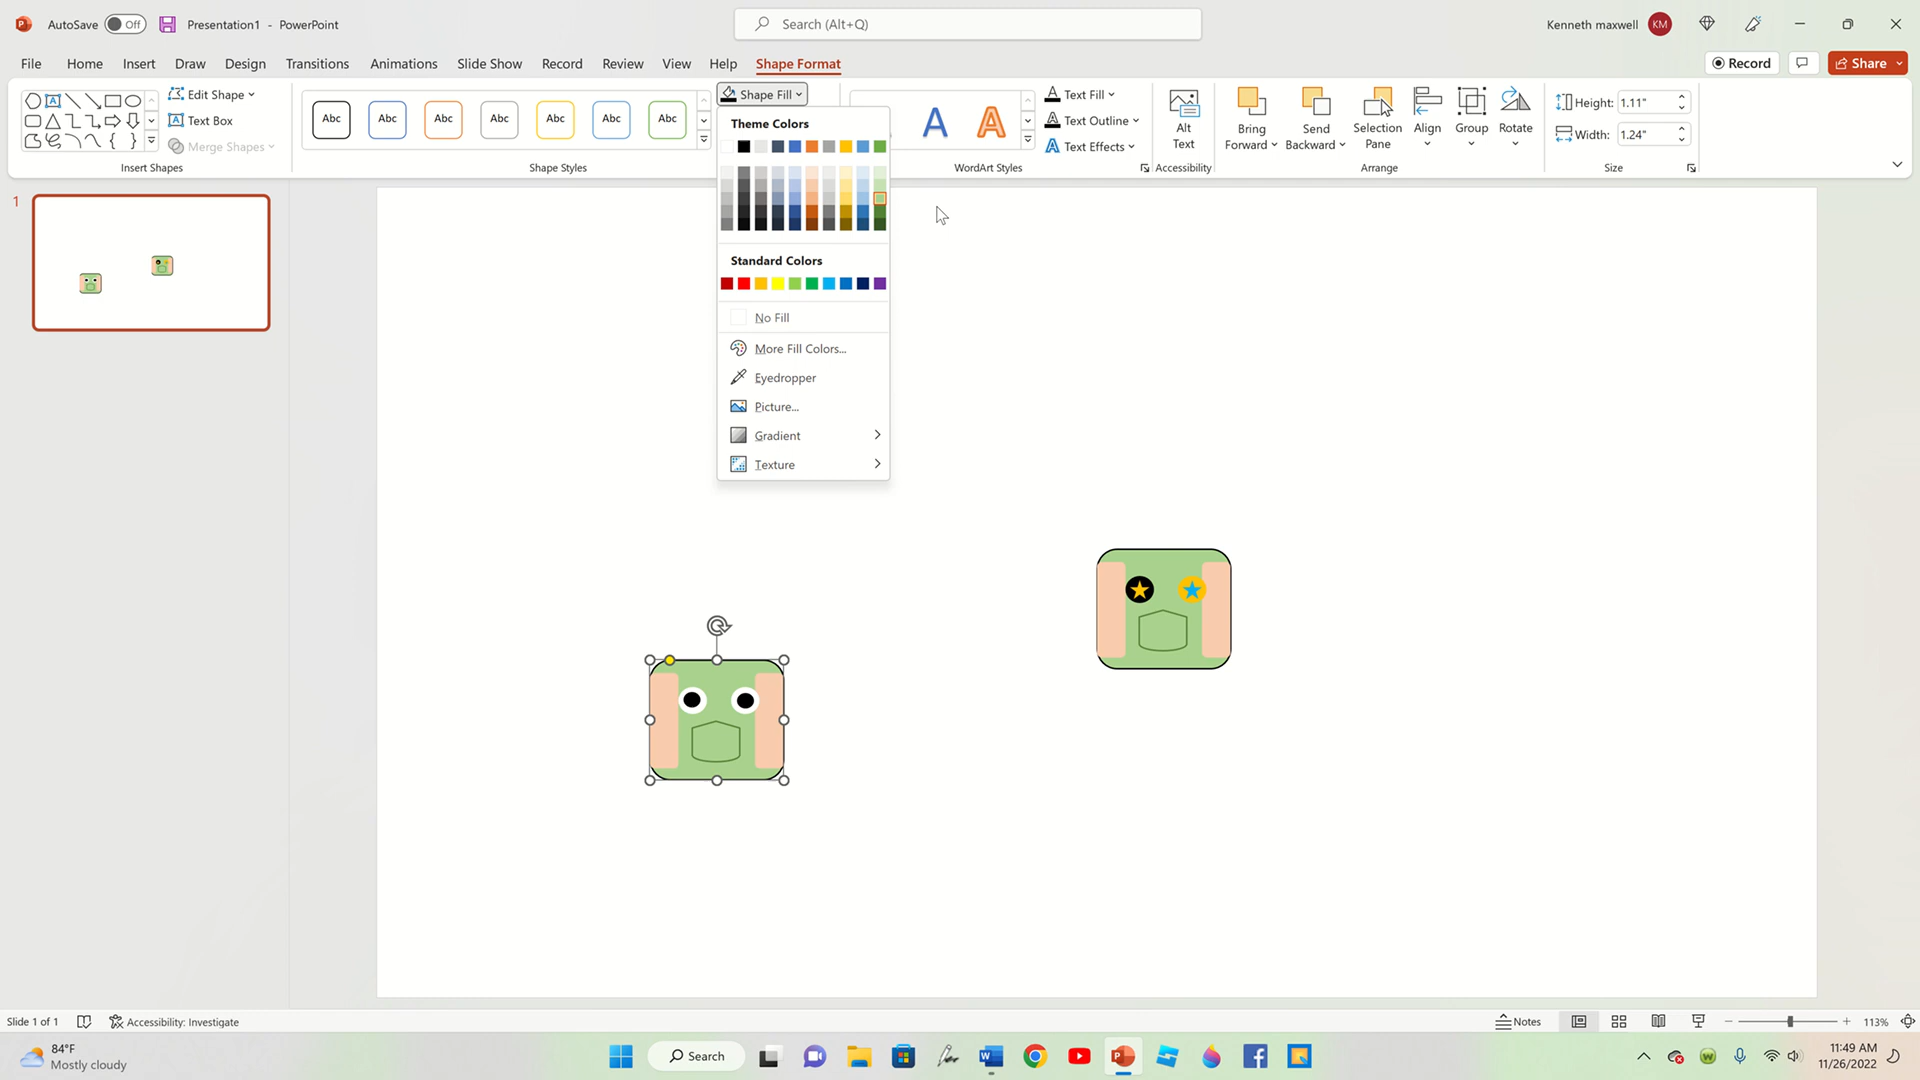 AutoSave Off Presentation1 - PowerPoint Search (Alt+Q) Kenneth maxwell KM
File Home Insert Draw Design Transitions Animations Slide Show Record Review View Help Shape Format Record Share
Edit Shape
Text Box
Merge Shapes
Insert Shapes
Abc Abc Abc Abc Abc Abc Abc
Shape Styles
Shape Fill
Theme Colors
Standard Colors
No Fill
More Fill Colors...
Eyedropper
Picture...
Gradient
Texture
A A
WordArt Styles
Text Fill
Text Outline
Text Effects
Alt Text
Accessibility
Bring Forward
Send Backward
Selection Pane
Align
Group
Rotate
Arrange
Height: 1.11"
Width: 1.24"
Size
1
Slide 1 of 1 Accessibility: Investigate Notes 113%
84°F
Mostly cloudy
Search
11:49 AM
11/26/2022